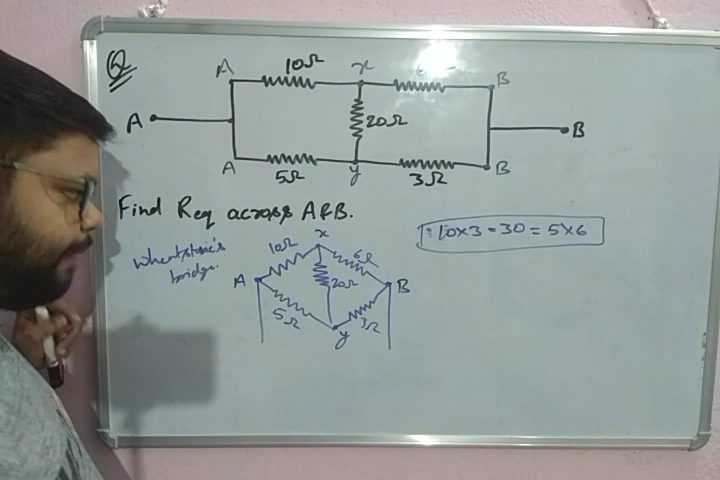 Q
A 10Ω x B
A 20Ω B
A 5Ω y 3Ω B
Find Req across A&B.
Wheatstone's
bridge.
x
10Ω 6Ω
A 20Ω B
5Ω 3Ω
y
10×3=30=5×6